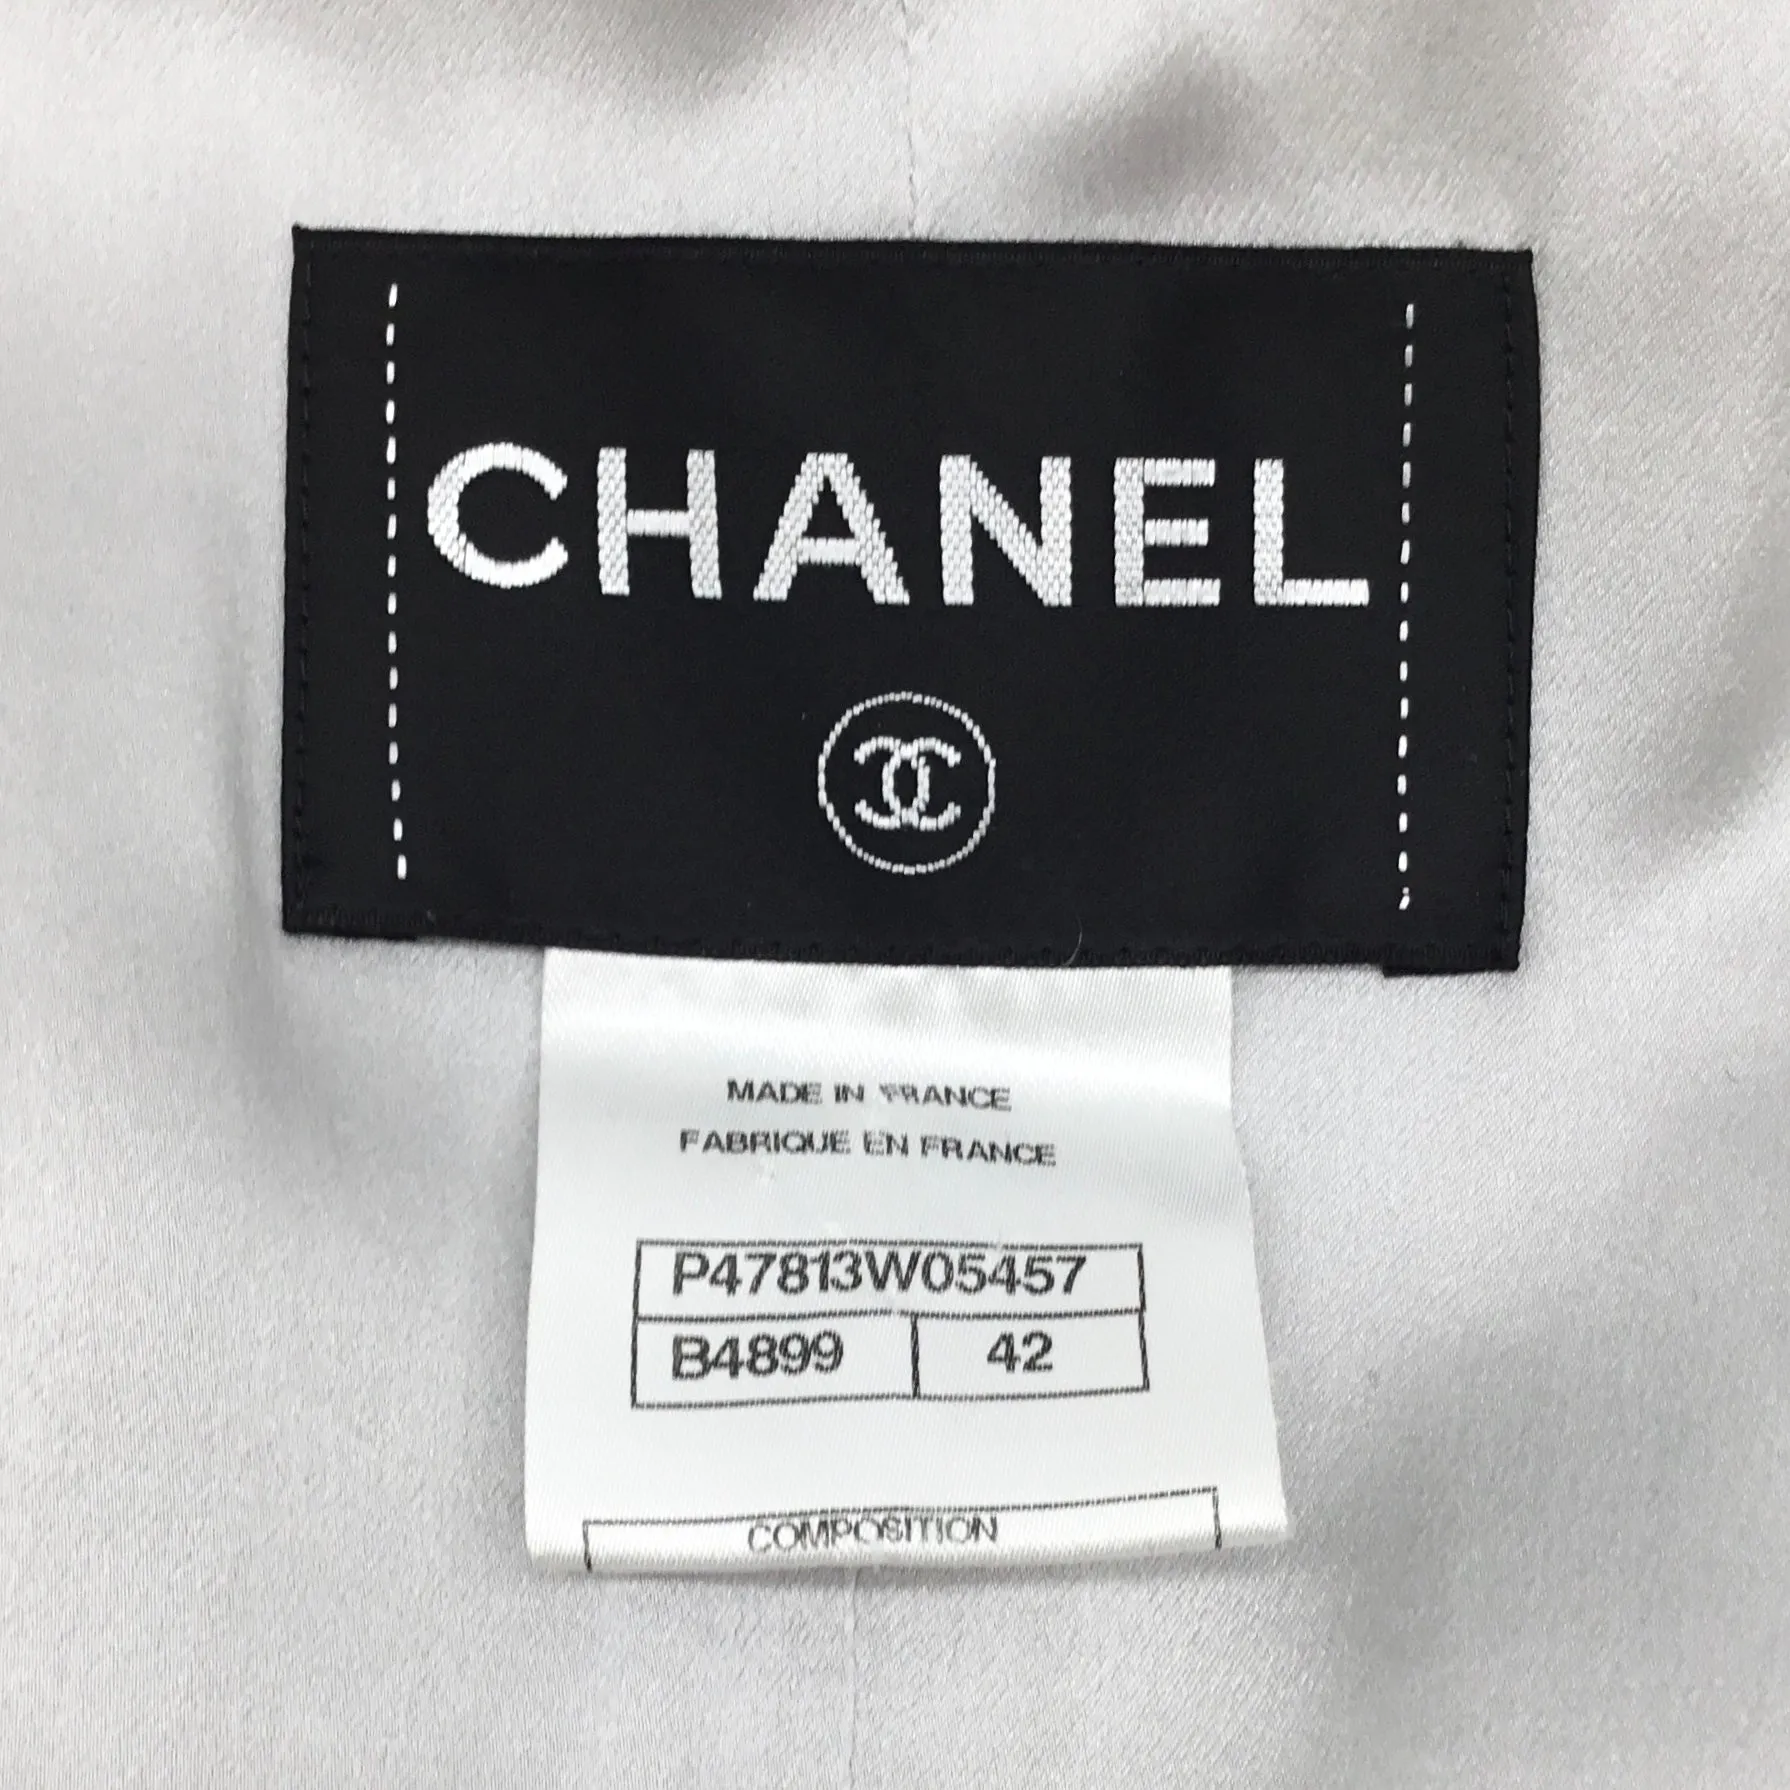 CHANEL
MADE IN FRANCE
FABRIQUE EN FRANCE
P47813W05457
B4899 42
COMPOSITION